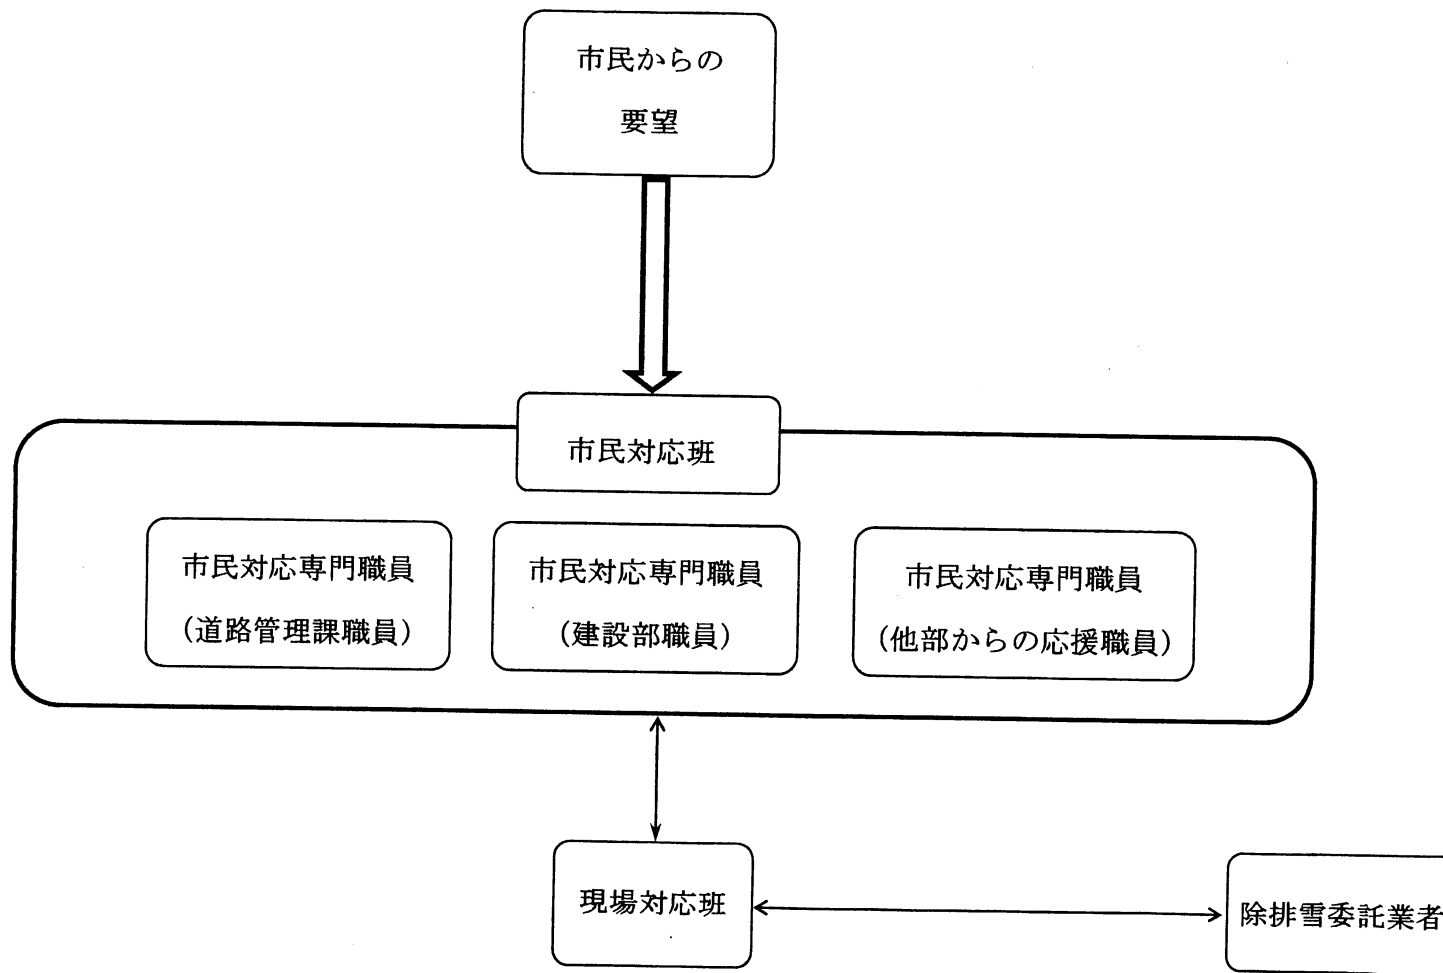 市民からの
要望
市民対応班
市民対応専門職員
(道路管理課職員)
市民対応専門職員
(建設部職員)
市民対応専門職員
(他部からの応援職員)
現場対応班
除排雪委託業者